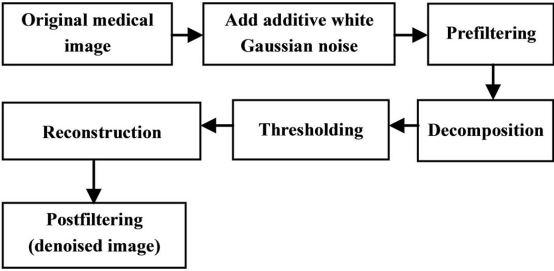 Original medical
image
Add additive white
Gaussian noise
Prefiltering
Decomposition
Thresholding
Reconstruction
Postfiltering
(denoised image)